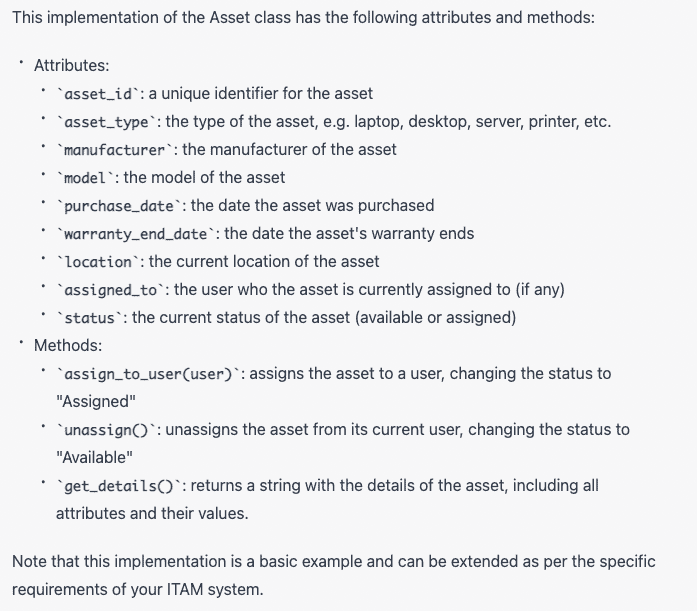 This implementation of the Asset class has the following attributes and methods:
• Attributes:
• `asset_id`: a unique identifier for the asset
• `asset_type`: the type of the asset, e.g. laptop, desktop, server, printer, etc.
• `manufacturer`: the manufacturer of the asset
• `model`: the model of the asset
• `purchase_date`: the date the asset was purchased
• `warranty_end_date`: the date the asset's warranty ends
• `location`: the current location of the asset
• `assigned_to`: the user who the asset is currently assigned to (if any)
• `status`: the current status of the asset (available or assigned)
• Methods:
• `assign_to_user(user)`: assigns the asset to a user, changing the status to
"Assigned"
• `unassign()`: unassigns the asset from its current user, changing the status to
"Available"
• `get_details()`: returns a string with the details of the asset, including all
attributes and their values.
Note that this implementation is a basic example and can be extended as per the specific
requirements of your ITAM system.